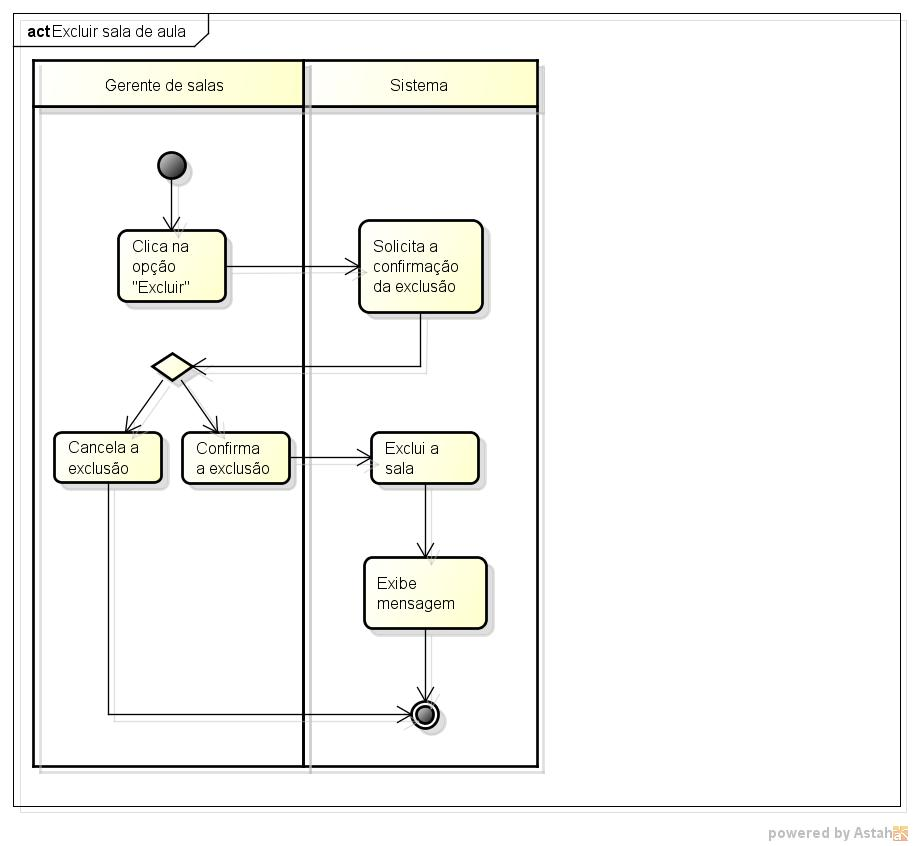 act Excluir sala de aula
Gerente de salas
Sistema
Clica na
opção
"Excluir"
Solicita a
confirmação
da exclusão
Cancela a
exclusão
Confirma
a exclusão
Exclui a
sala
Exibe
mensagem
powered by Astah